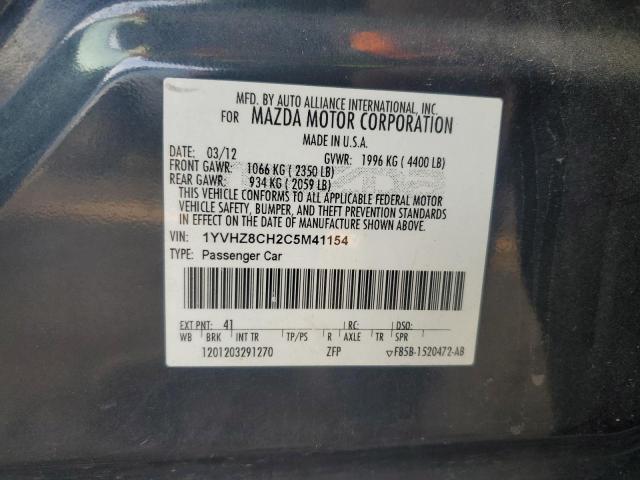 MFD. BY AUTO ALLIANCE INTERNATIONAL, INC.
FOR MAZDA MOTOR CORPORATION
MADE IN U.S.A.
DATE: 03/12 GVWR: 1996 KG ( 4400 LB)
FRONT GAWR: 1066 KG ( 2350 LB)
REAR GAWR: 934 KG ( 2059 LB)
THIS VEHICLE CONFORMS TO ALL APPLICABLE FEDERAL MOTOR
VEHICLE SAFETY, BUMPER, AND THEFT PREVENTION STANDARDS
IN EFFECT ON THE DATE OF MANUFACTURE SHOWN ABOVE.
VIN: 1YVHZ8CH2C5M41154
TYPE: Passenger Car
EXT PNT: 41 RC: DSO:
WB BRK INT TR TP/PS R AXLE TR SPR
1201203291270 ZFP ▽F85B-1520472-AB